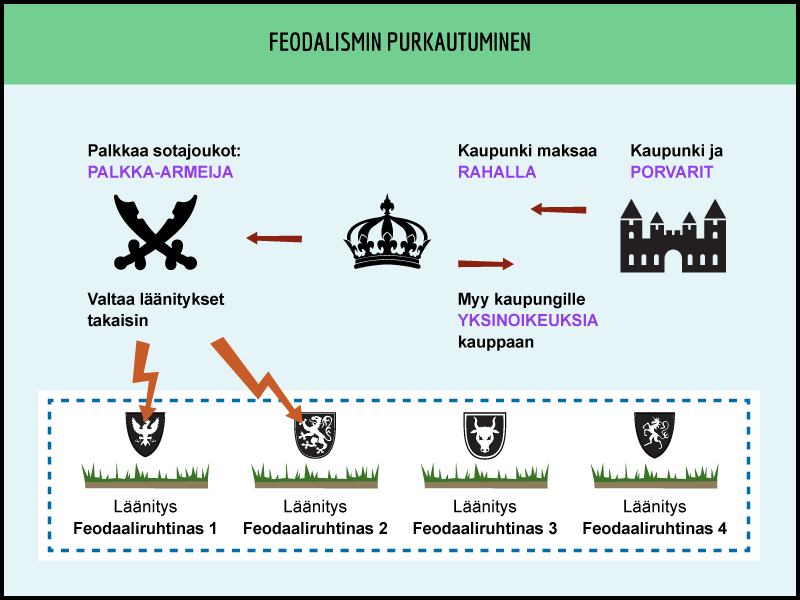 FEODALISMIN PURKAUTUMINEN
Palkkaa sotajoukot:
PALKKA-ARMEIJA
Kaupunki maksaa
RAHALLA
Kaupunki ja
PORVARIT
Valtaa läänitykset
takaisin
Myy kaupungille
YKSINOIKEUKSIA
kauppaan
Läänitys
Feodaaliruhtinas 1
Läänitys
Feodaaliruhtinas 2
Läänitys
Feodaaliruhtinas 3
Läänitys
Feodaaliruhtinas 4